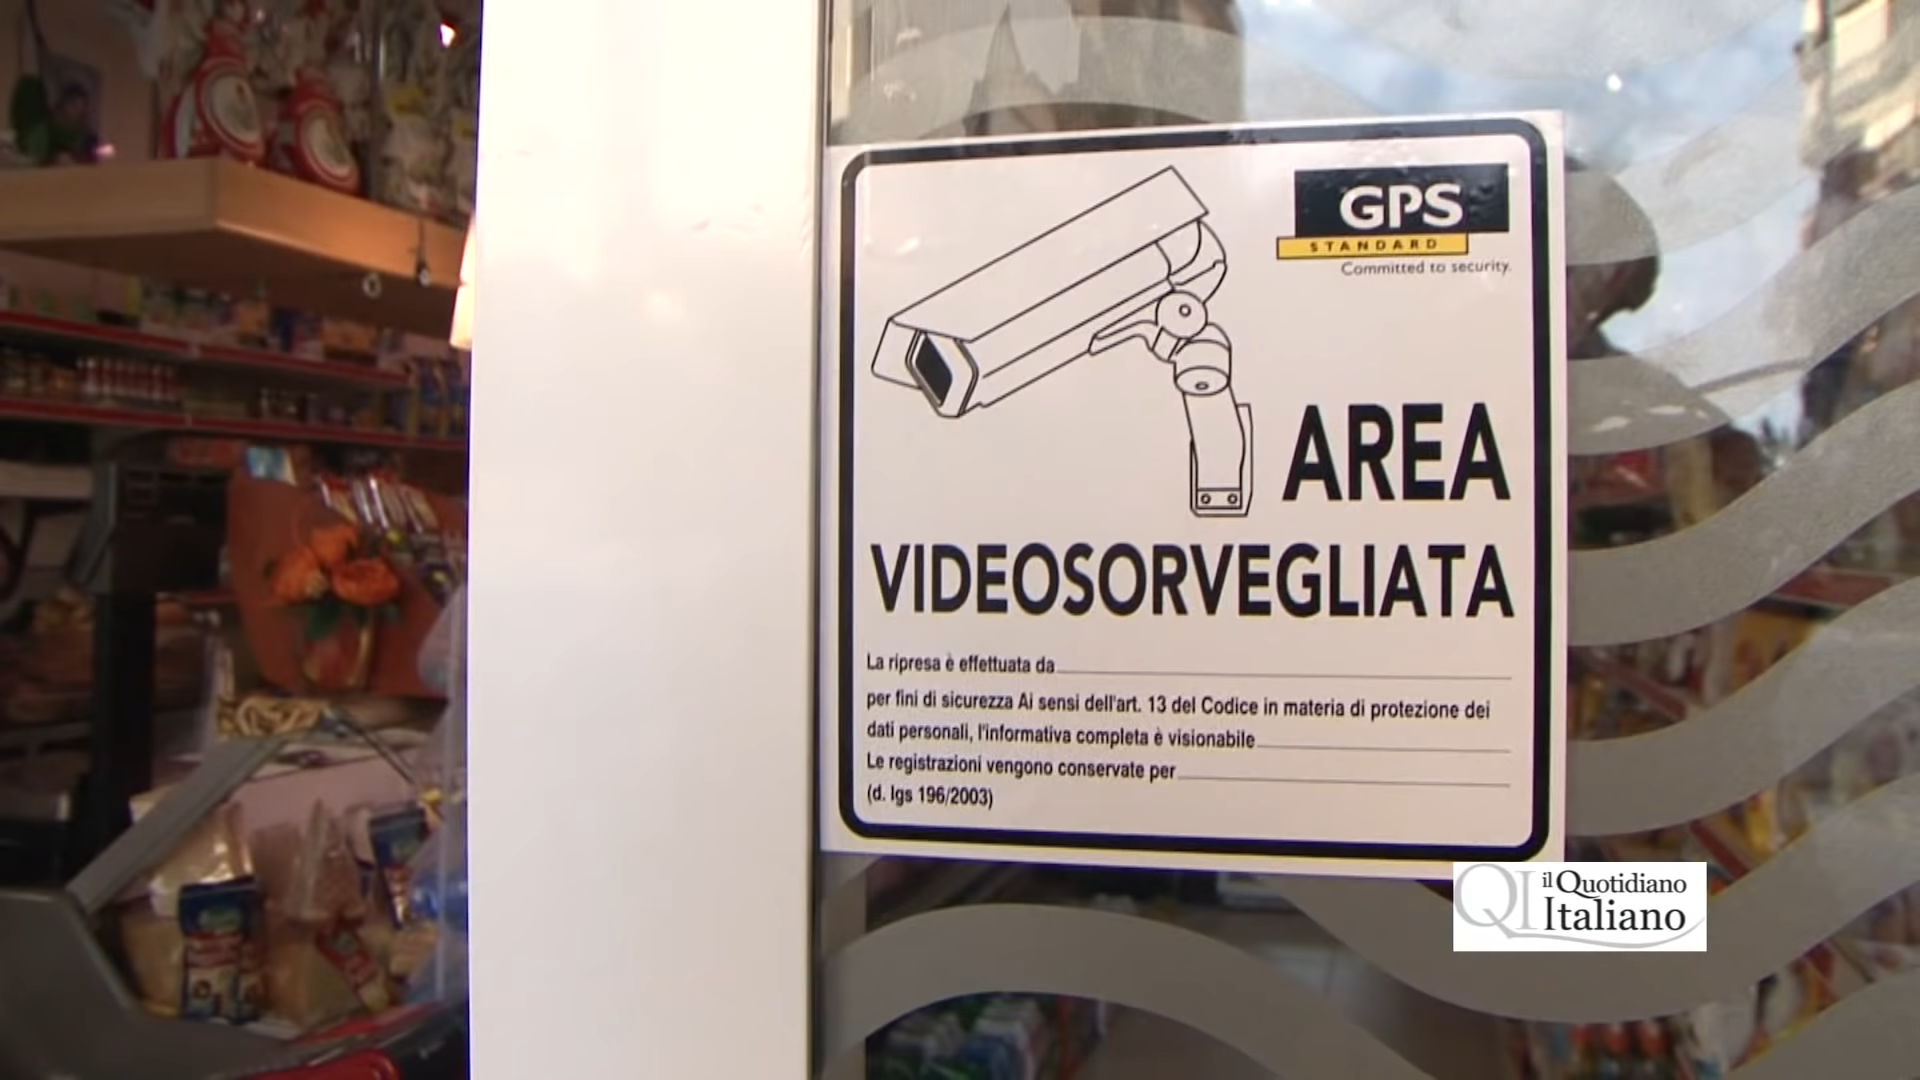 GPS
STANDARD
Committed to security.
AREA
VIDEOSORVEGLIATA
La ripresa è effettuata da
per fini di sicurezza Ai sensi dell'art. 13 del Codice in materia di protezione dei
dati personali, l'informativa completa è visionabile
Le registrazioni vengono conservate per
(d. lgs 196/2003)
QI il Quotidiano
Italiano